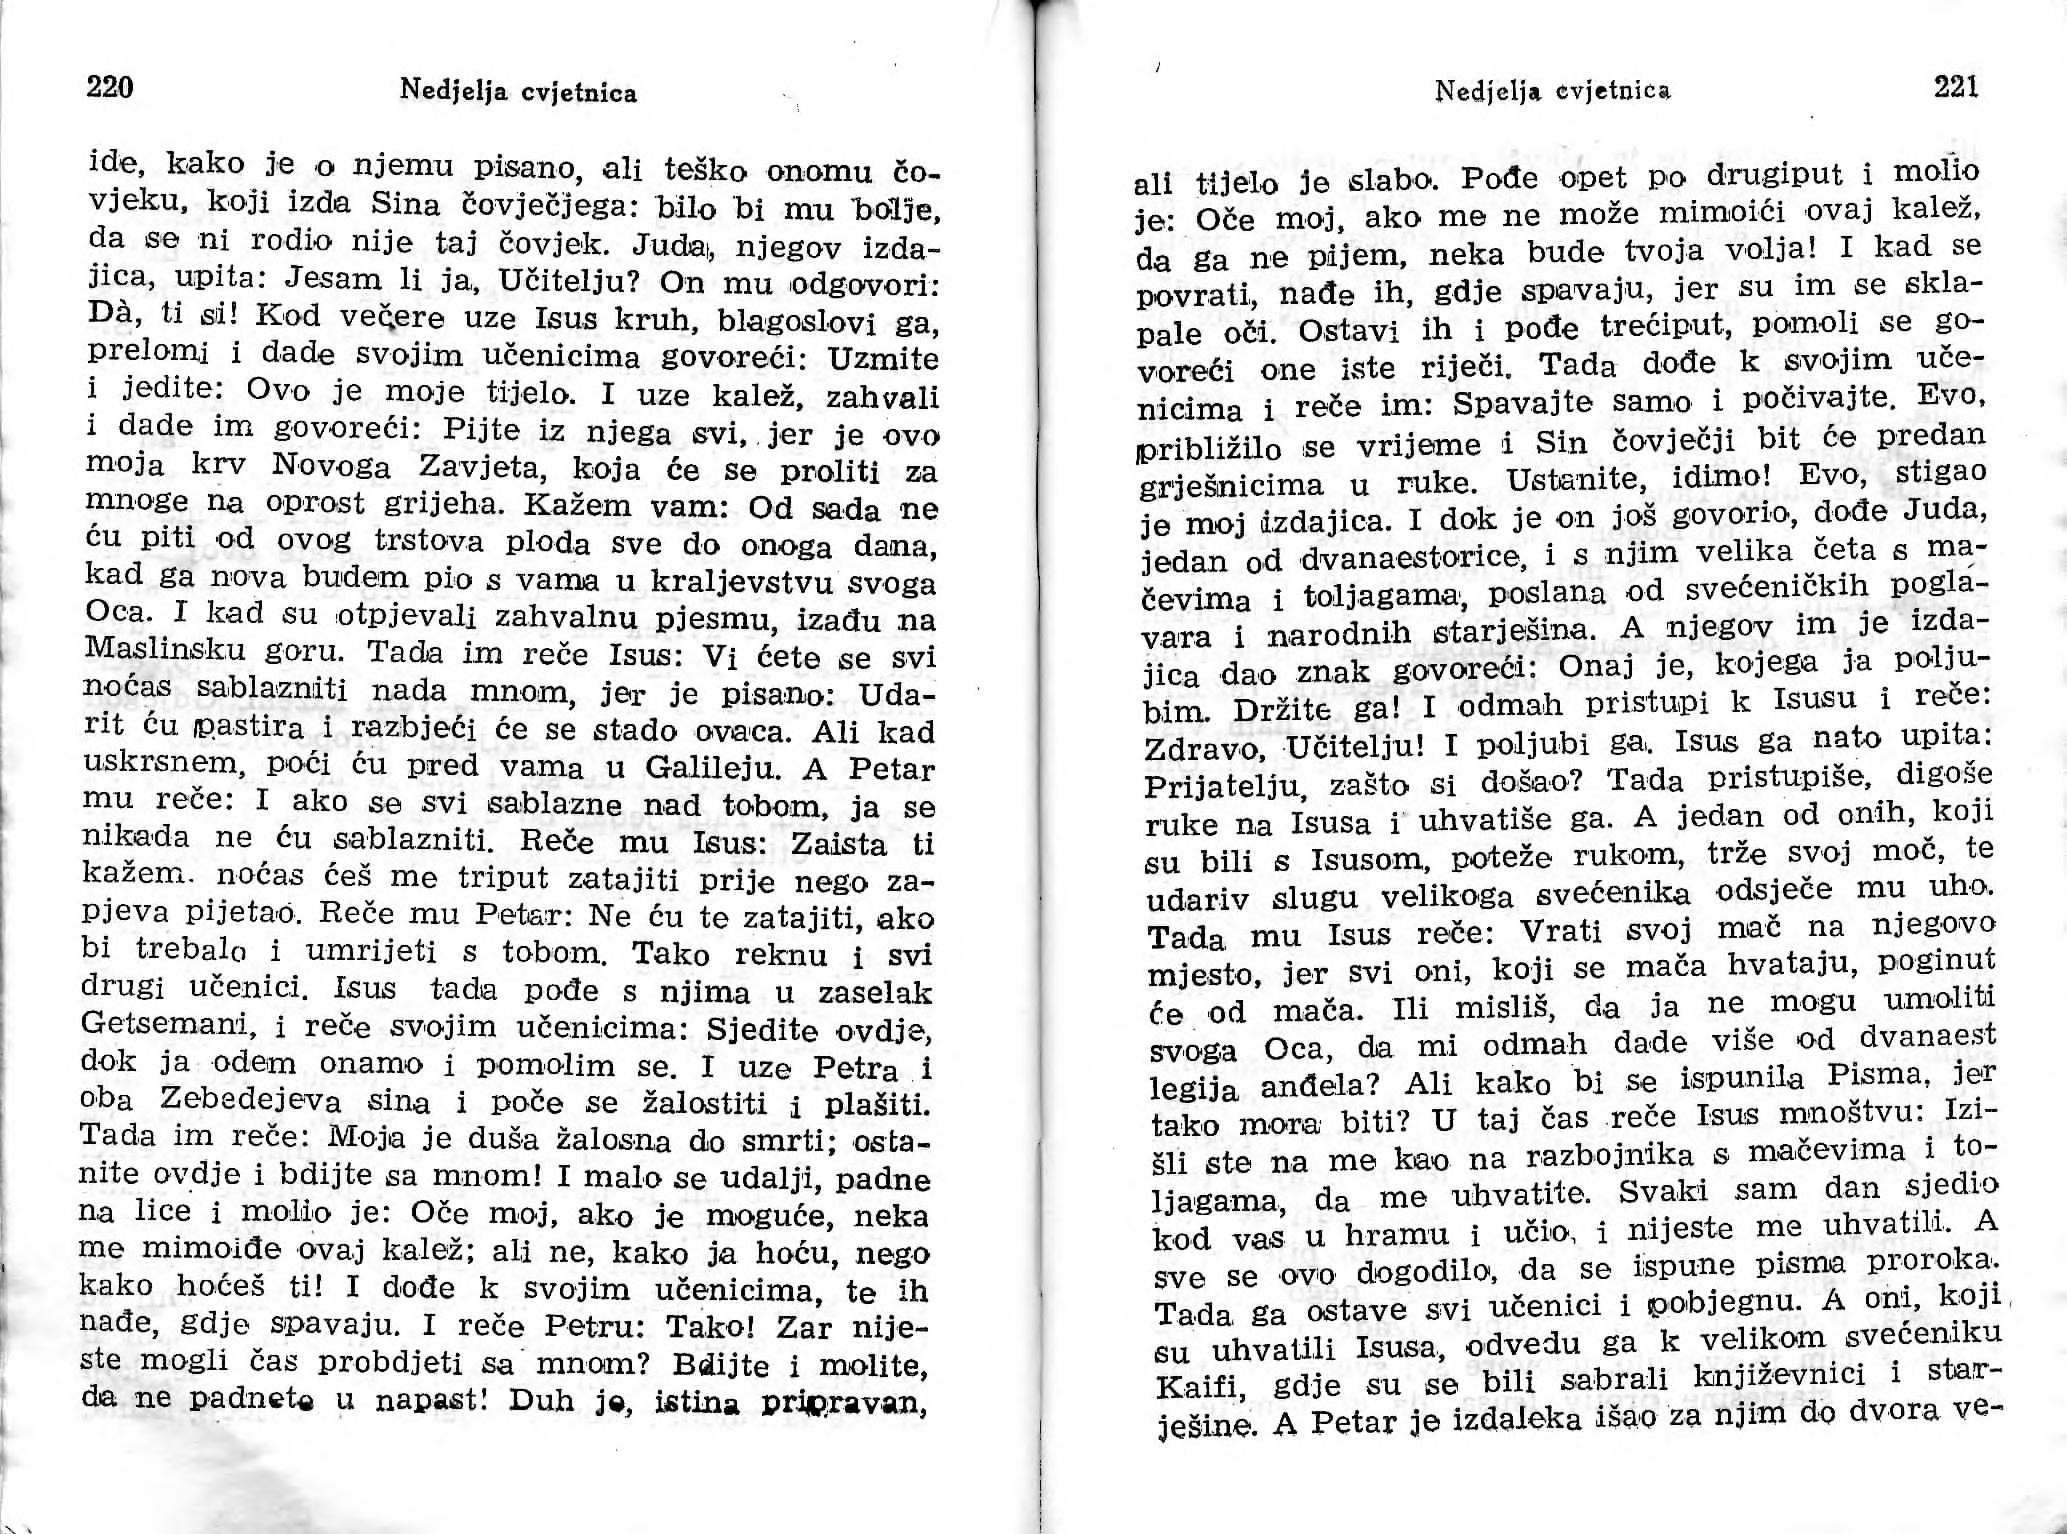 220 Nedjelja cvjetnica
ide, kako je o njemu pisano, ali teško onomu čo-
vjeku, koji izda Sina čovječjega: bilo bi mu bolje,
da se ni rodio nije taj čovjek. Juda, njegov izda-
jica, upita: Jesam li ja, Učitelju? On mu odgovori:
Dà, ti si! Kod večere uze Isus kruh, blagoslovi ga,
prelomi i dade svojim učenicima govoreći: Uzmite
i jedite: Ovo je moje tijelo. I uze kalež, zahvali
i dade im govoreći: Pijte iz njega svi, jer je ovo
moja krv Novoga Zavjeta, koja će se proliti za
mnoge na oprost grijeha. Kažem vam: Od sada ne
ću piti od ovog trstova ploda sve do onoga dana,
kad ga nova budem pio s vama u kraljevstvu svoga
Oca. I kad su otpjevali zahvalnu pjesmu, izađu na
Maslinsku goru. Tada im reče Isus: Vi ćete se svi
noćas sablazniti nada mnom, jer je pisano: Uda-
rit ću pastira i razbjeći će se stado ovaca. Ali kad
uskrsnem, poći ću pred vama u Galileju. A Petar
mu reče: I ako se svi sablazne nad tobom, ja se
nikada ne ću sablazniti. Reče mu Isus: Zaista ti
kažem. noćas ćeš me triput zatajiti prije nego za-
pjeva pijetao. Reče mu Petar: Ne ću te zatajiti, ako
bi trebalo i umrijeti s tobom. Tako reknu i svi
drugi učenici. Isus tada pođe s njima u zaselak
Getsemani, i reče svojim učenicima: Sjedite ovdje,
dok ja odem onamo i pomolim se. I uze Petra i
oba Zebedejeva sina i poče se žalostiti i plašiti.
Tada im reče: Moja je duša žalosna do smrti; osta-
nite ovdje i bdijte sa mnom! I malo se udalji, padne
na lice i molio je: Oče moj, ako je moguće, neka
me mimoiđe ovaj kalež; ali ne, kako ja hoću, nego
kako hoćeš ti! I dođe k svojim učenicima, te ih
nađe, gdje spavaju. I reče Petru: Tako! Zar nije-
ste mogli čas probdjeti sa mnom? Bdijte i molite,
da ne padnete u napast! Duh je, istina pripravan,
Nedjelja cvjetnica 221
ali tijelo je slabo. Pođe opet po drugiput i molio
je: Oče moj, ako me ne može mimoići ovaj kalež,
da ga ne pijem, neka bude tvoja volja! I kad se
povrati, nađe ih, gdje spavaju, jer su im se skla-
pale oči. Ostavi ih i pođe trećiput, pomoli se go-
voreći one iste riječi. Tada dođe k svojim uče-
nicima i reče im: Spavajte samo i počivajte. Evo,
približilo se vrijeme i Sin čovječji bit će predan
grješnicima u ruke. Ustanite, idimo! Evo, stigao
je moj izdajica. I dok je on još govorio, dođe Juda,
jedan od dvanaestorice, i s njim velika četa s ma-
čevima i toljagama, poslana od svećeničkih pogla-
vara i narodnih starješina. A njegov im je izda-
jica dao znak govoreći: Onaj je, kojega ja polju-
bim. Držite ga! I odmah pristupi k Isusu i reče:
Zdravo, Učitelju! I poljubi ga. Isus ga nato upita:
Prijatelju, zašto si došao? Tada pristupiše, digoše
ruke na Isusa i uhvatiše ga. A jedan od onih, koji
su bili s Isusom, poteže rukom, trže svoj moč, te
udariv slugu velikoga svećenika odsječe mu uho.
Tada mu Isus reče: Vrati svoj mač na njegovo
mjesto, jer svi oni, koji se mača hvataju, poginut
će od mača. Ili misliš, da ja ne mogu umoliti
svoga Oca, da mi odmah dade više od dvanaest
legija anđela? Ali kako bi se ispunila Pisma, jer
tako mora biti? U taj čas reče Isus mnoštvu: Izi-
šli ste na me kao na razbojnika s mačevima i to-
ljagama, da me uhvatite. Svaki sam dan sjedio
kod vas u hramu i učio, i nijeste me uhvatili. A
sve se ovo dogodilo, da se ispune pisma proroka.
Tada ga ostave svi učenici i pobjegnu. A oni, koji
su uhvatili Isusa, odvedu ga k velikom svećeniku
Kaifi, gdje su se bili sabrali književnici i star-
ješine. A Petar je izdaleka išao za njim do dvora ve-